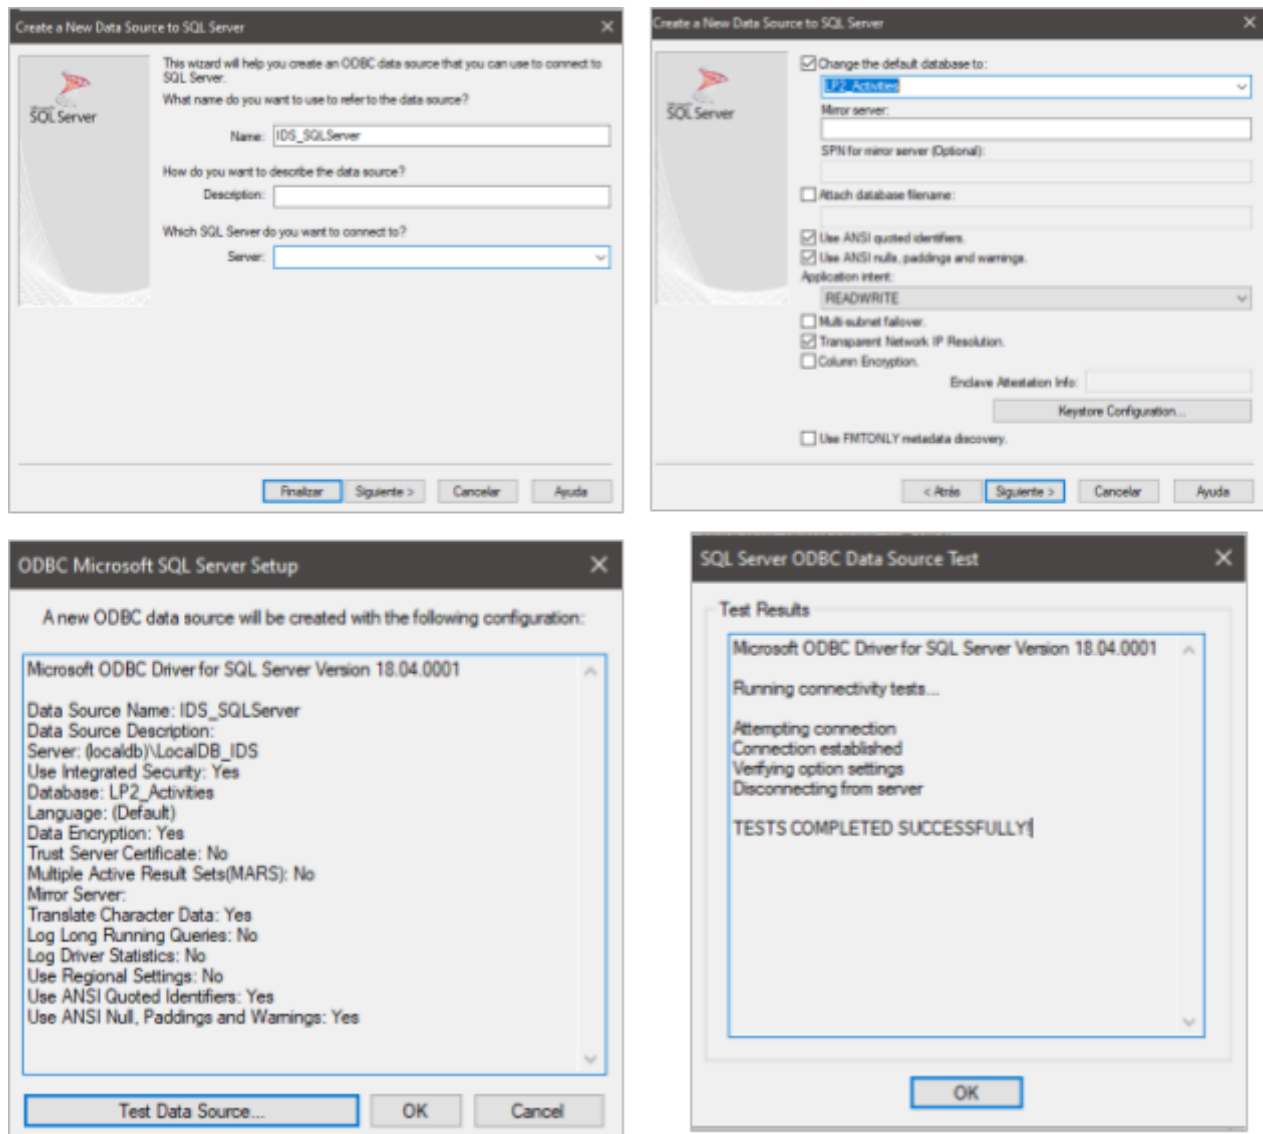 Create a New Data Source to SQL Server
SQL Server
This wizard will help you create an ODBC data source that you can use to connect to
SQL Server.
What name do you want to use to refer to the data source?
Name: IDS_SQLServer
How do you want to describe the data source?
Description:
Which SQL Server do you want to connect to?
Server:
Finalizar Siguiente > Cancelar Ayuda
Create a New Data Source to SQL Server
SQL Server
Change the default database to:
LP2_Activities
Mirror server:
SPN for mirror server (Optional):
Attach database filename:
Use ANSI quoted identifiers.
Use ANSI nulls, paddings and warnings.
Application intent:
READWRITE
Multi-subnet failover.
Transparent Network IP Resolution.
Column Encryption.
Enclave Attestation Info:
Keystore Configuration...
Use FMTONLY metadata discovery.
< Atrás Siguiente > Cancelar Ayuda
ODBC Microsoft SQL Server Setup
A new ODBC data source will be created with the following configuration:
Microsoft ODBC Driver for SQL Server Version 18.04.0001
Data Source Name: IDS_SQLServer
Data Source Description:
Server: (localdb)\LocalDB_IDS
Use Integrated Security: Yes
Database: LP2_Activities
Language: (Default)
Data Encryption: Yes
Trust Server Certificate: No
Multiple Active Result Sets(MARS): No
Mirror Server:
Translate Character Data: Yes
Log Long Running Queries: No
Log Driver Statistics: No
Use Regional Settings: No
Use ANSI Quoted Identifiers: Yes
Use ANSI Null, Paddings and Warnings: Yes
Test Data Source... OK Cancel
SQL Server ODBC Data Source Test
Test Results
Microsoft ODBC Driver for SQL Server Version 18.04.0001
Running connectivity tests...
Attempting connection
Connection established
Verifying option settings
Disconnecting from server
TESTS COMPLETED SUCCESSFULLY!
OK